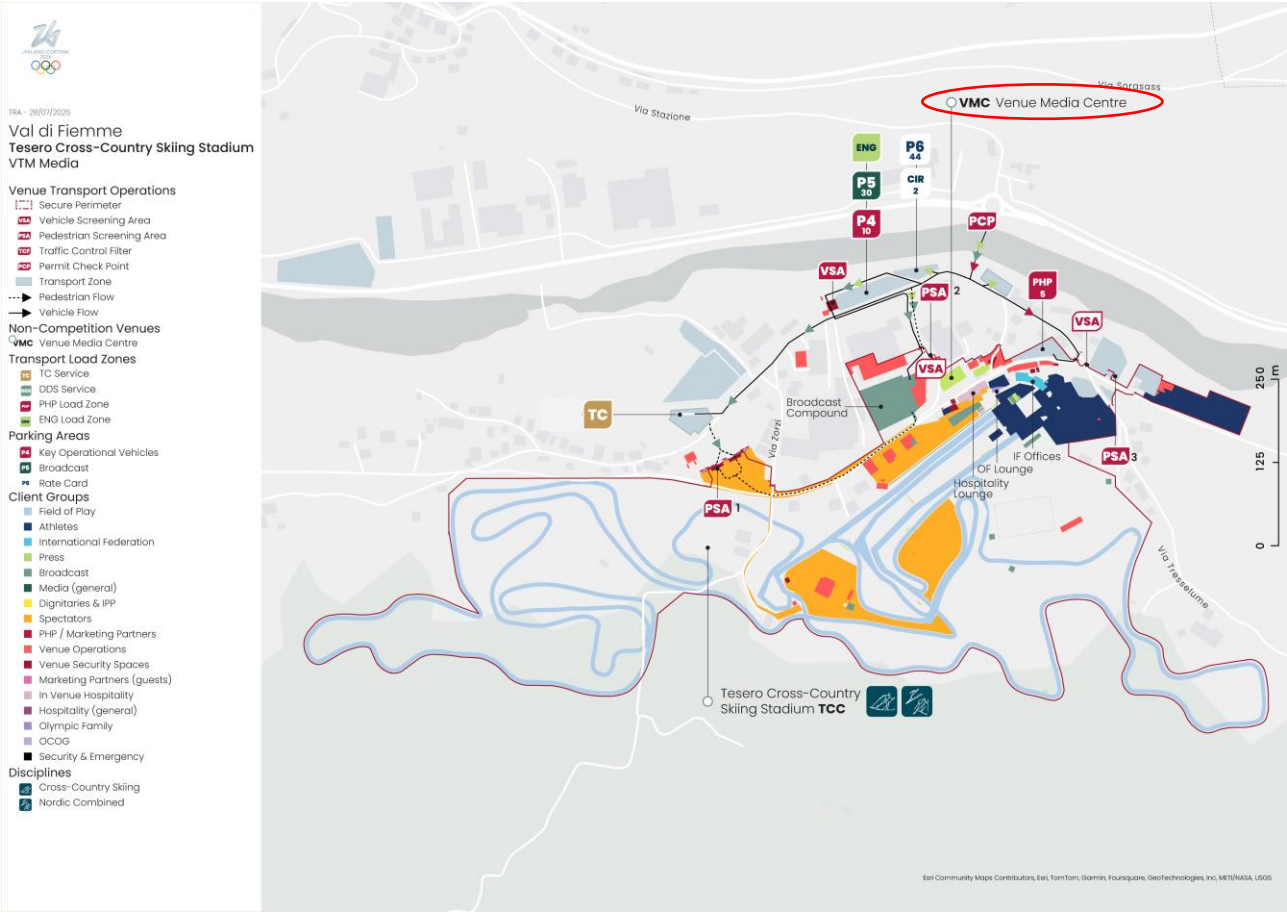 MILANO CORTINA
2026
TRA - 28/07/2025
Val di Fiemme
Tesero Cross-Country Skiing Stadium
VTM Media
Venue Transport Operations
Secure Perimeter
VSA Vehicle Screening Area
PSA Pedestrian Screening Area
TCF Traffic Control Filter
PCP Permit Check Point
Transport Zone
Pedestrian Flow
Vehicle Flow
Non-Competition Venues
VMC Venue Media Centre
Transport Load Zones
TC TC Service
DDS Service
PHP PHP Load Zone
ENG ENG Load Zone
Parking Areas
P4 Key Operational Vehicles
P5 Broadcast
P6 Rate Card
Client Groups
Field of Play
Athletes
International Federation
Press
Broadcast
Media (general)
Dignitaries & IPP
Spectators
PHP / Marketing Partners
Venue Operations
Venue Security Spaces
Marketing Partners (guests)
In Venue Hospitality
Hospitality (general)
Olympic Family
OCOG
Security & Emergency
Disciplines
Cross-Country Skiing
Nordic Combined
Via Sorasass
VMC Venue Media Centre
Via Stazione
ENG
P6
44
P5
30
CIR
2
P4
10
PCP
VSA
PSA 2
PHP
5
VSA
VSA
Broadcast
Compound
TC
Via Zorzi
IF Offices
OF Lounge
Hospitality
Lounge
PSA 3
PSA 1
250 m
125
0
Via Tresselume
Tesero Cross-Country
Skiing Stadium TCC
Esri Community Maps Contributors, Esri, TomTom, Garmin, Foursquare, GeoTechnologies, Inc, METI/NASA, USGS